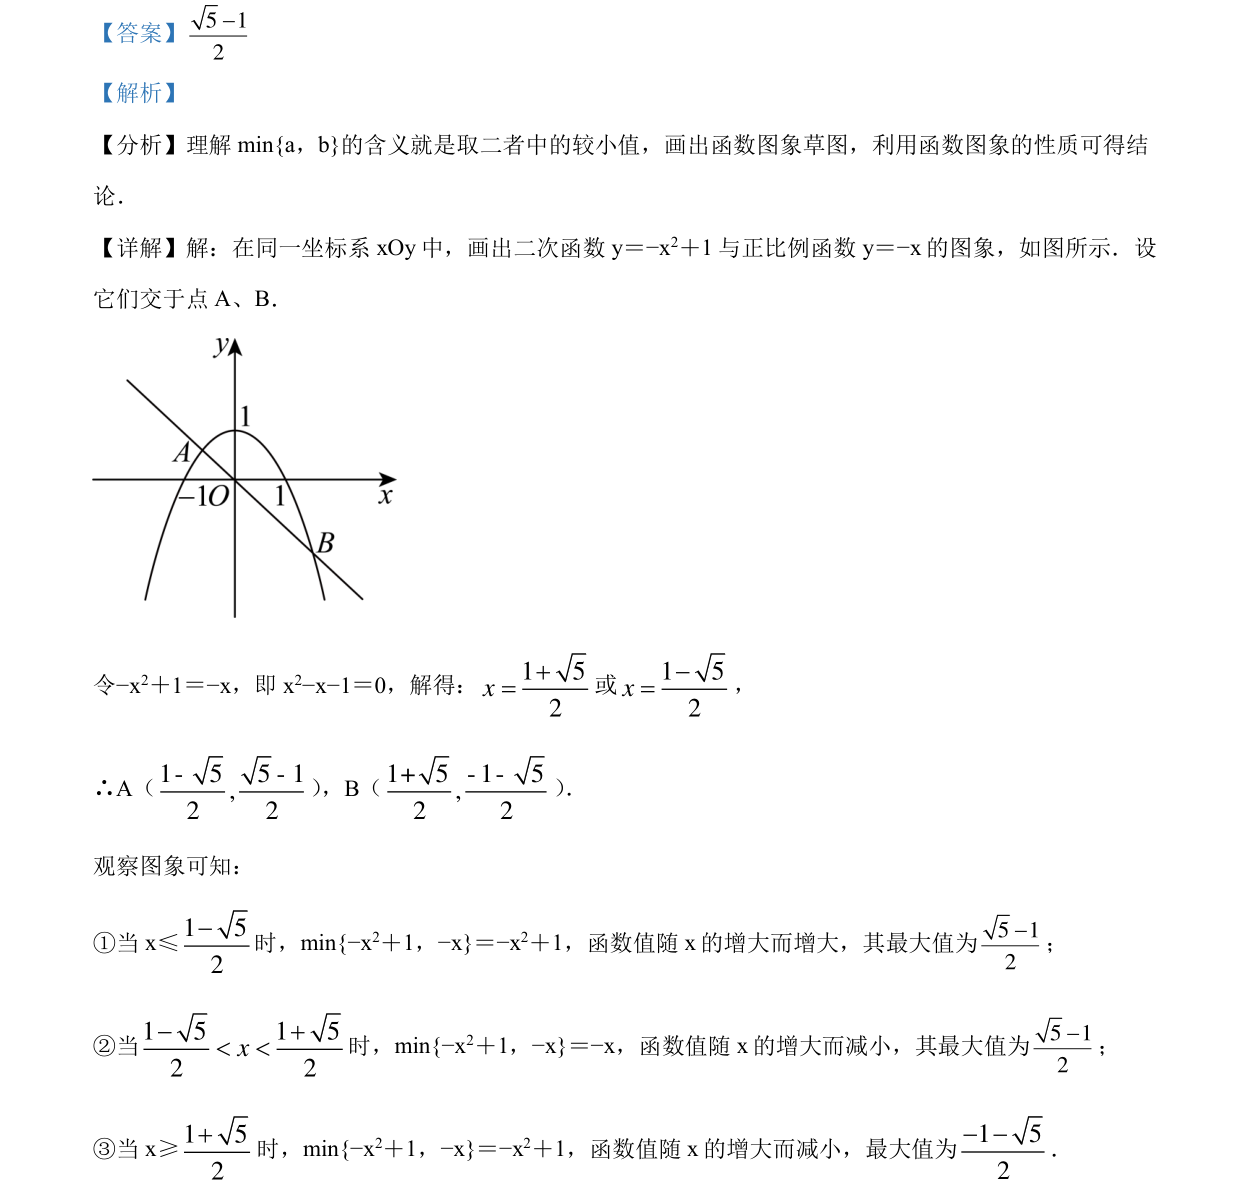 【答案】$\frac{\sqrt{5}-1}{2}$
【解析】
【分析】理解 min{a，b}的含义就是取二者中的较小值，画出函数图象草图，利用函数图象的性质可得结
论．
【详解】解：在同一坐标系 xOy 中，画出二次函数 y＝−x²＋1 与正比例函数 y＝−x 的图象，如图所示．设
它们交于点 A、B．
y
1
A
−1 O 1 x
B
令−x²＋1＝−x，即 x²−x−1＝0，解得：$x=\frac{1+\sqrt{5}}{2}$ 或 $x=\frac{1-\sqrt{5}}{2}$，
∴A（$\frac{1-\sqrt{5}}{2},\frac{\sqrt{5}-1}{2}$），B（$\frac{1+\sqrt{5}}{2},\frac{-1-\sqrt{5}}{2}$）．
观察图象可知：
①当 x≤$\frac{1-\sqrt{5}}{2}$时，min{−x²＋1，−x}＝−x²＋1，函数值随 x 的增大而增大，其最大值为$\frac{\sqrt{5}-1}{2}$；
②当$\frac{1-\sqrt{5}}{2}<x<\frac{1+\sqrt{5}}{2}$时，min{−x²＋1，−x}＝−x，函数值随 x 的增大而减小，其最大值为$\frac{\sqrt{5}-1}{2}$；
③当 x≥$\frac{1+\sqrt{5}}{2}$时，min{−x²＋1，−x}＝−x²＋1，函数值随 x 的增大而减小，最大值为$\frac{-1-\sqrt{5}}{2}$．